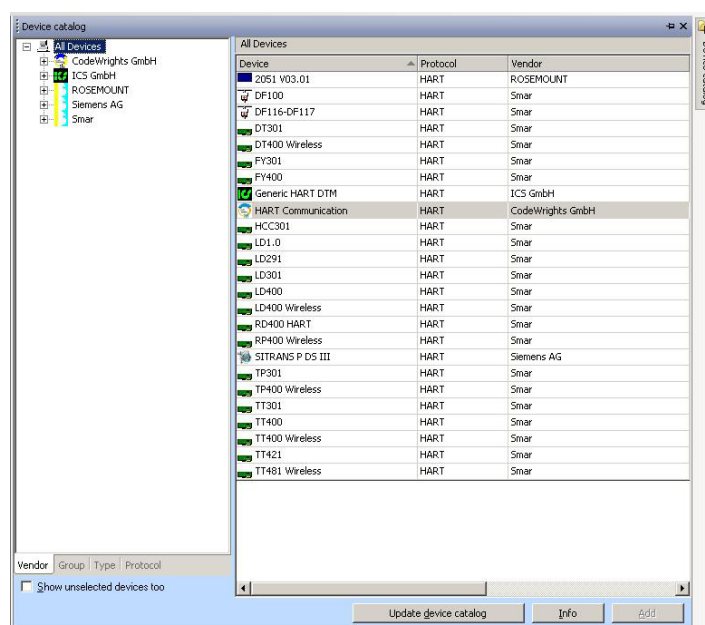 Device catalog
All Devices
CodeWrights GmbH
ICS GmbH
ROSEMOUNT
Siemens AG
Smar
All Devices
Device Protocol Vendor
2051 V03.01 HART ROSEMOUNT
DF100 HART Smar
DF116-DF117 HART Smar
DT301 HART Smar
DT400 Wireless HART Smar
FY301 HART Smar
FY400 HART Smar
Generic HART DTM HART ICS GmbH
HART Communication HART CodeWrights GmbH
HCC301 HART Smar
LD1.0 HART Smar
LD291 HART Smar
LD301 HART Smar
LD400 HART Smar
LD400 Wireless HART Smar
RD400 HART HART Smar
RP400 Wireless HART Smar
SITRANS P DS III HART Siemens AG
TP301 HART Smar
TP400 Wireless HART Smar
TT301 HART Smar
TT400 HART Smar
TT400 Wireless HART Smar
TT421 HART Smar
TT481 Wireless HART Smar
Vendor Group Type Protocol
Show unselected devices too
Update device catalog Info Add